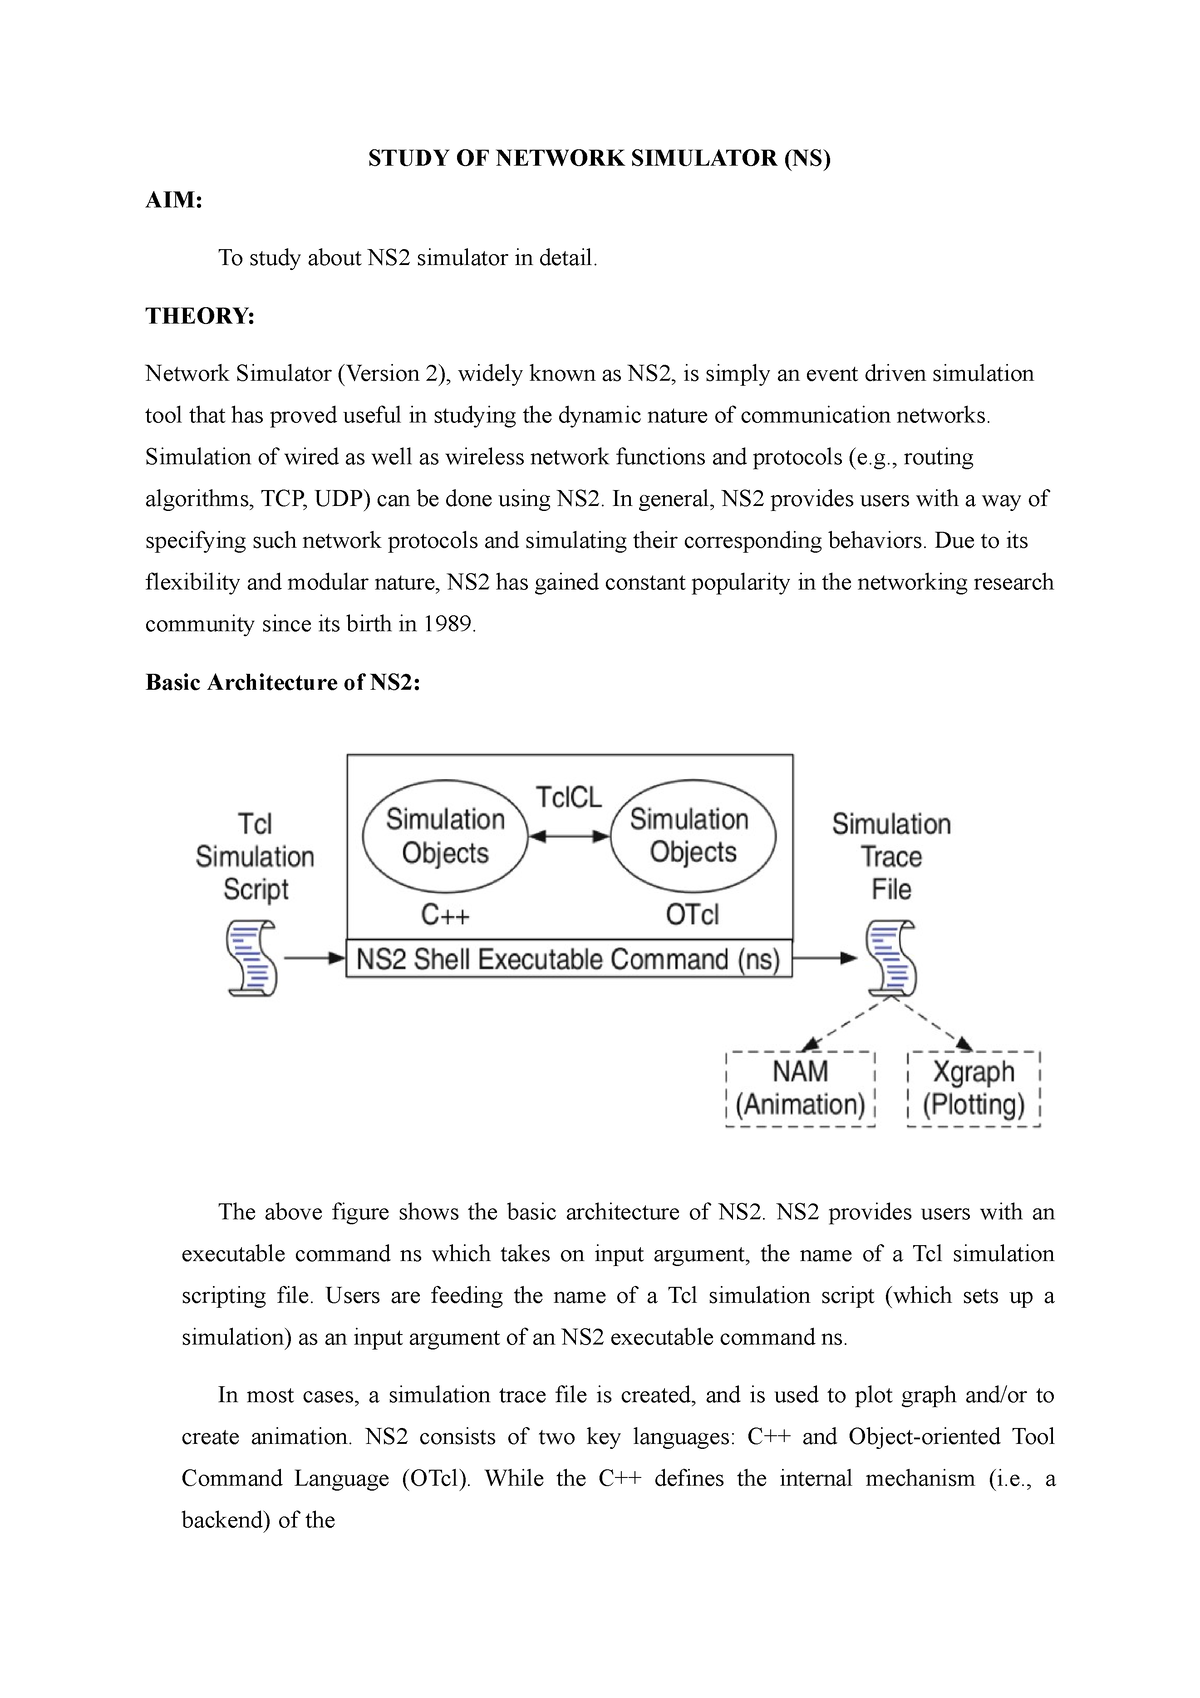 STUDY OF NETWORK SIMULATOR (NS)
AIM:
To study about NS2 simulator in detail.
THEORY:
Network Simulator (Version 2), widely known as NS2, is simply an event driven simulation
tool that has proved useful in studying the dynamic nature of communication networks.
Simulation of wired as well as wireless network functions and protocols (e.g., routing
algorithms, TCP, UDP) can be done using NS2. In general, NS2 provides users with a way of
specifying such network protocols and simulating their corresponding behaviors. Due to its
flexibility and modular nature, NS2 has gained constant popularity in the networking research
community since its birth in 1989.
Basic Architecture of NS2:
Tcl
Simulation
Script
Simulation
Objects
C++
TclCL
Simulation
Objects
OTcl
NS2 Shell Executable Command (ns)
Simulation
Trace
File
NAM
(Animation)
Xgraph
(Plotting)
The above figure shows the basic architecture of NS2. NS2 provides users with an
executable command ns which takes on input argument, the name of a Tcl simulation
scripting file. Users are feeding the name of a Tcl simulation script (which sets up a
simulation) as an input argument of an NS2 executable command ns.
In most cases, a simulation trace file is created, and is used to plot graph and/or to
create animation. NS2 consists of two key languages: C++ and Object-oriented Tool
Command Language (OTcl). While the C++ defines the internal mechanism (i.e., a
backend) of the